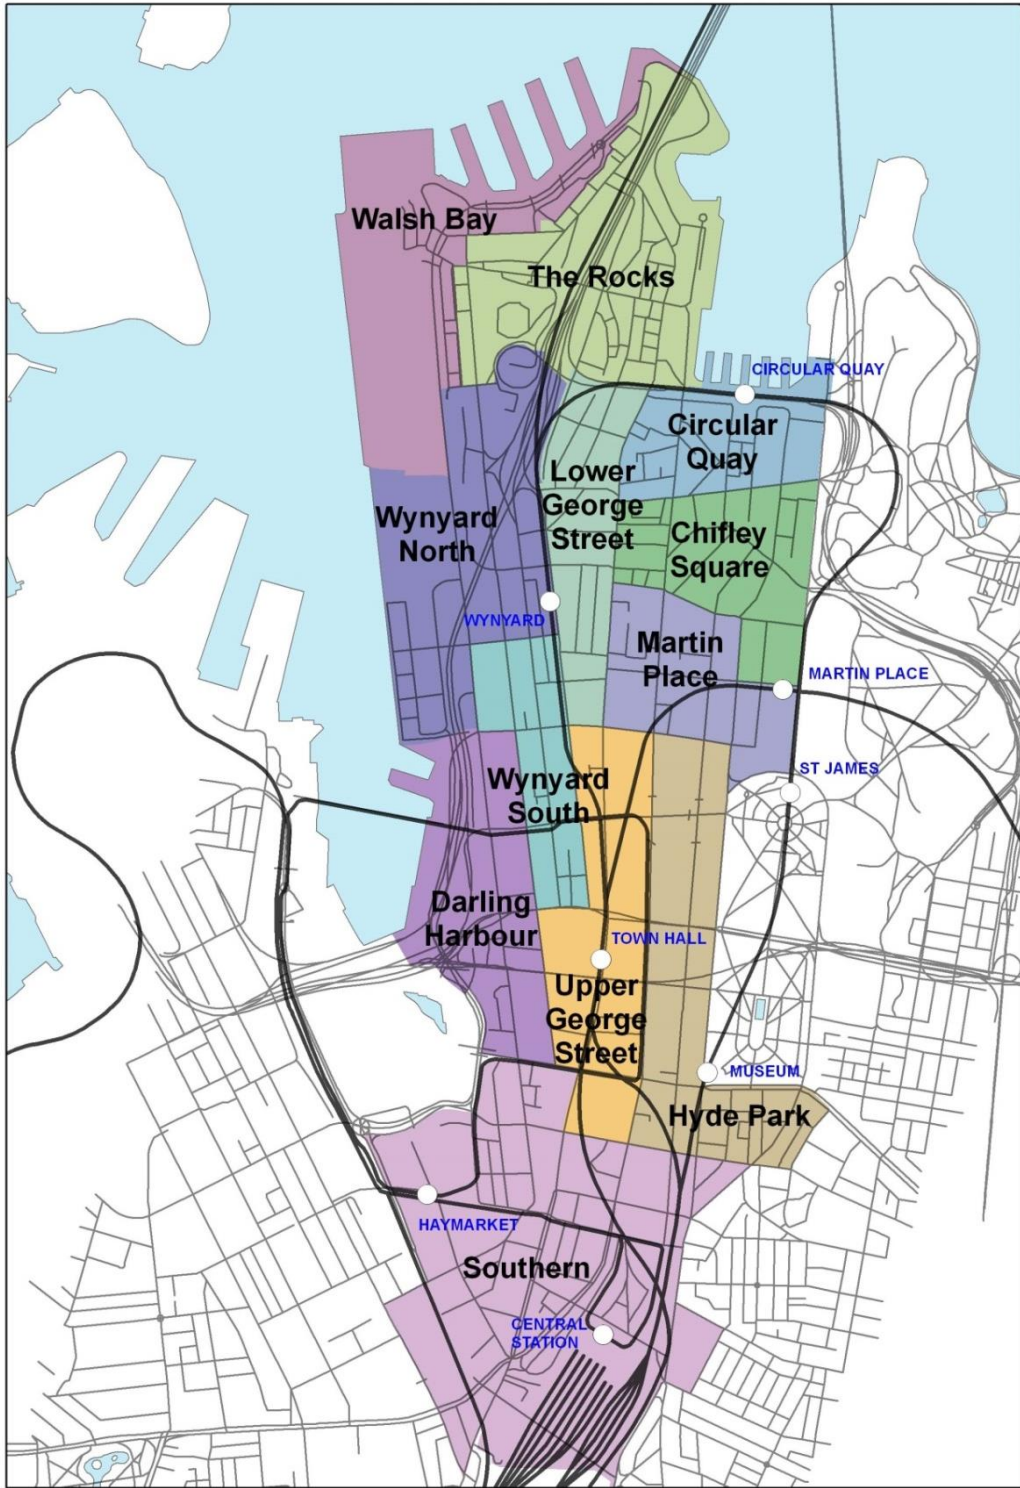 Walsh Bay
The Rocks
CIRCULAR QUAY
Circular
Quay
Lower
George
Street
Wynyard
North
Chifley
Square
WYNYARD
Martin
Place
MARTIN PLACE
ST JAMES
Wynyard
South
Darling
Harbour
TOWN HALL
Upper
George
Street
MUSEUM
Hyde Park
HAYMARKET
Southern
CENTRAL
STATION